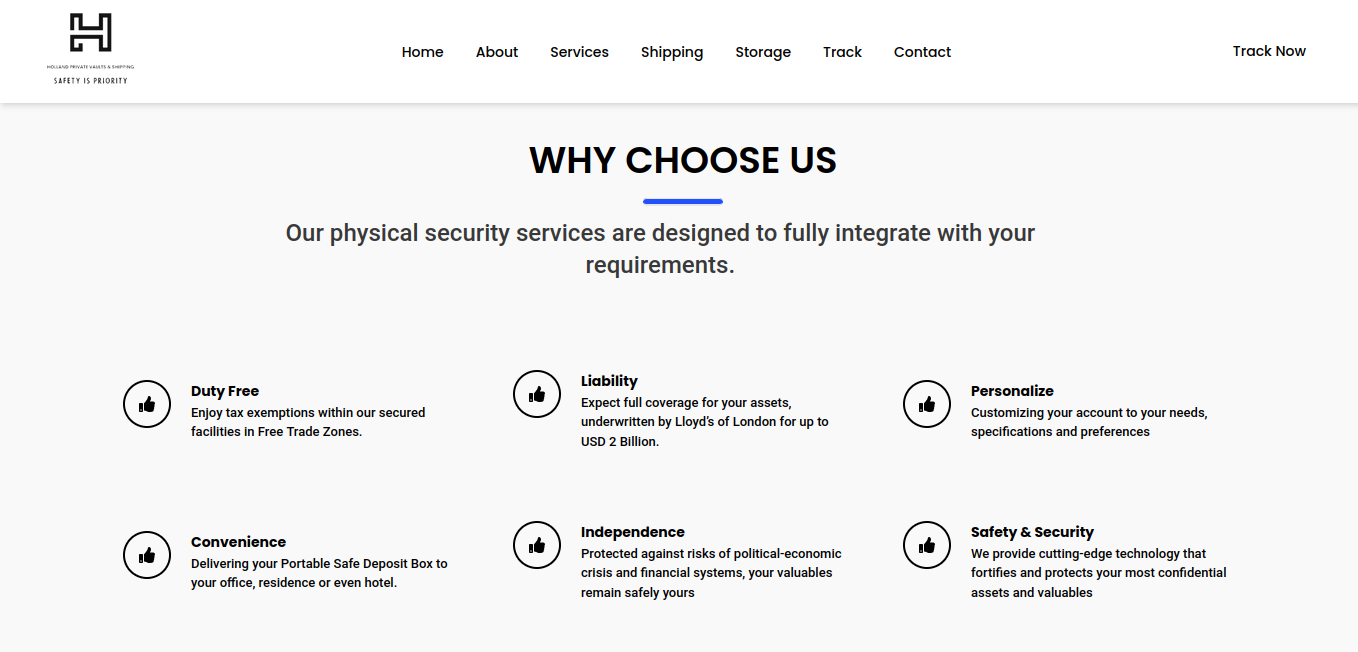 HOLLAND PRIVATE VAULTS & SHIPPING
SAFETY IS PRIORITY
Home About Services Shipping Storage Track Contact
Track Now
WHY CHOOSE US
Our physical security services are designed to fully integrate with your
requirements.
Duty Free
Enjoy tax exemptions within our secured
facilities in Free Trade Zones.
Liability
Expect full coverage for your assets,
underwritten by Lloyd’s of London for up to
USD 2 Billion.
Personalize
Customizing your account to your needs,
specifications and preferences
Convenience
Delivering your Portable Safe Deposit Box to
your office, residence or even hotel.
Independence
Protected against risks of political-economic
crisis and financial systems, your valuables
remain safely yours
Safety & Security
We provide cutting-edge technology that
fortifies and protects your most confidential
assets and valuables